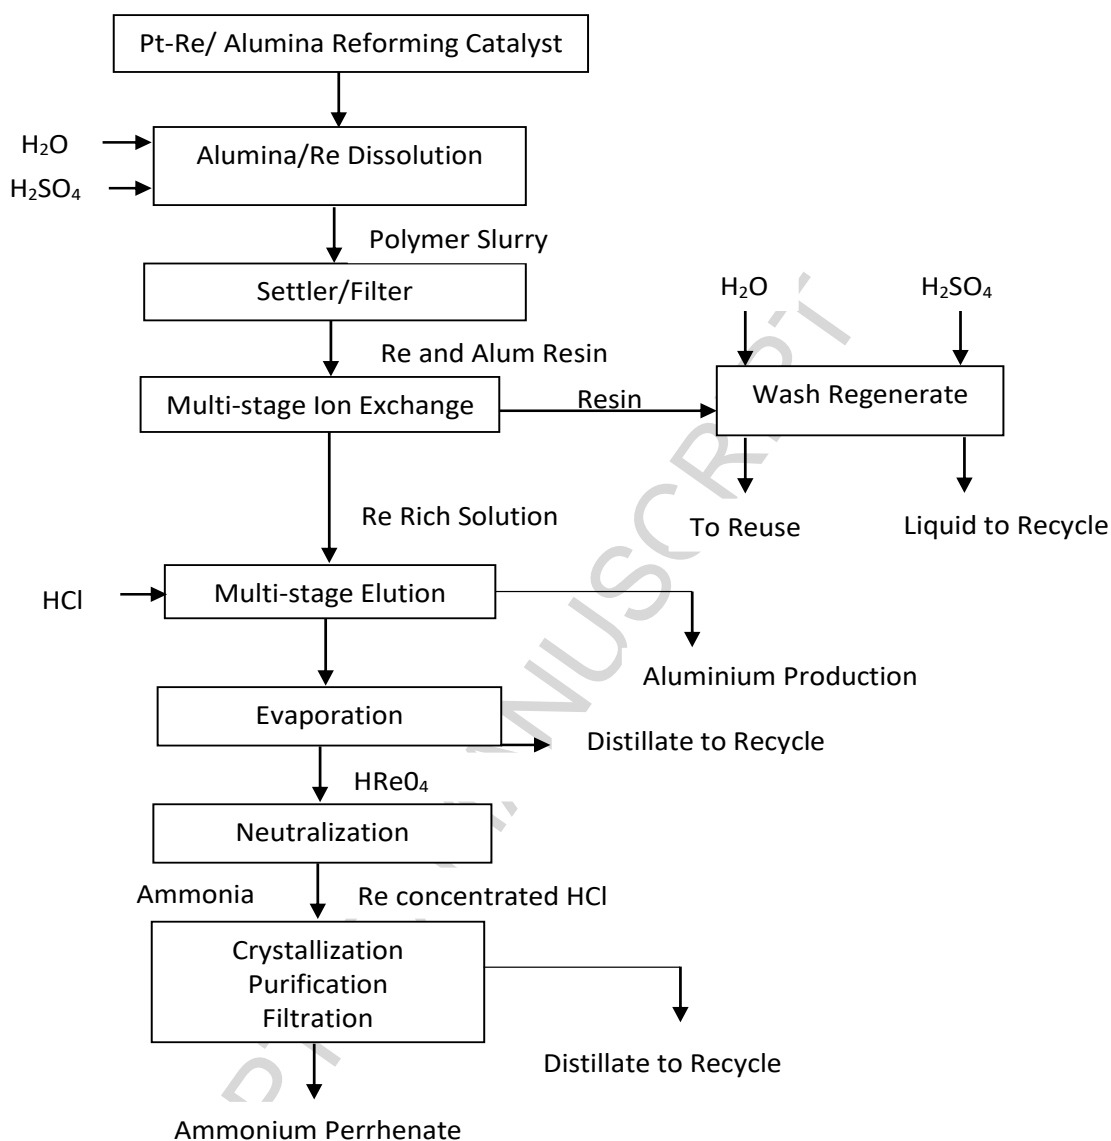 Pt-Re/ Alumina Reforming Catalyst
H₂O
Alumina/Re Dissolution
H₂SO₄
Polymer Slurry
Settler/Filter
H₂O
H₂SO₄
Re and Alum Resin
Multi-stage Ion Exchange
Resin
Wash Regenerate
Re Rich Solution
To Reuse
Liquid to Recycle
HCl
Multi-stage Elution
Aluminium Production
Evaporation
Distillate to Recycle
HRe0₄
Neutralization
Ammonia
Re concentrated HCl
Crystallization
Purification
Filtration
Distillate to Recycle
Ammonium Perrhenate